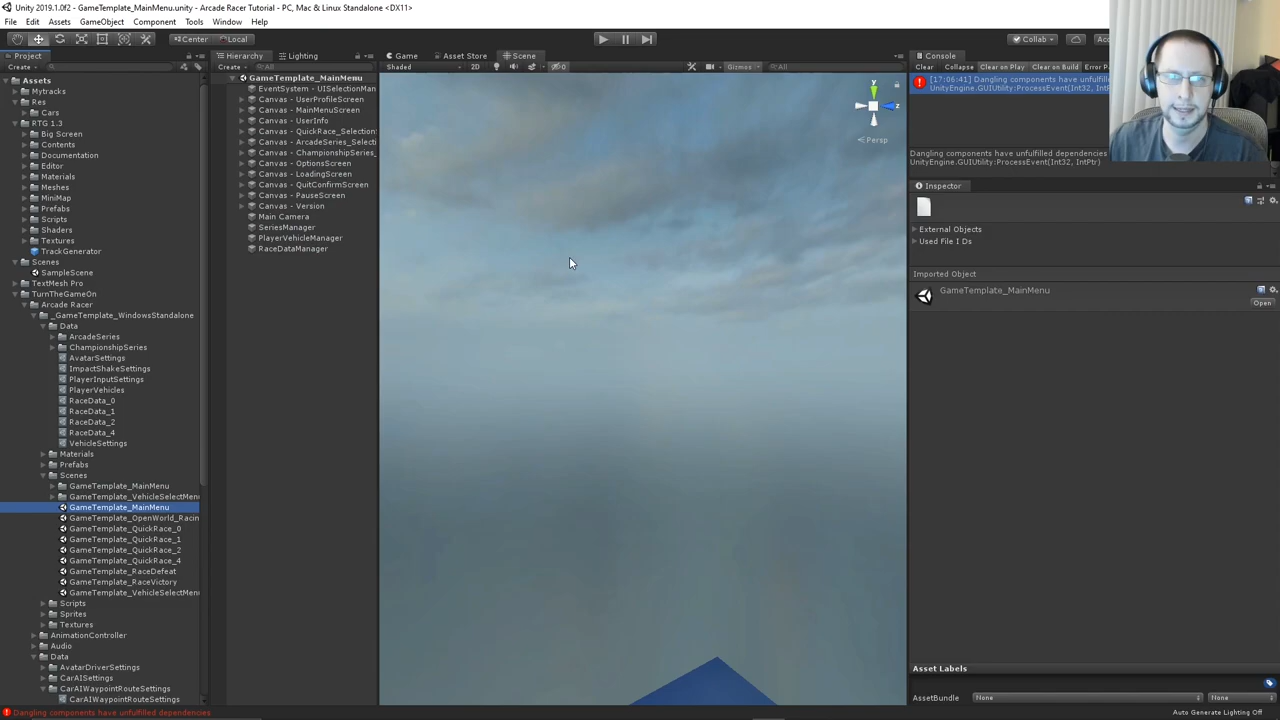 Unity 2019.1.0f2 - GameTemplate_MainMenu.unity - Arcade Racer Tutorial - PC, Mac & Linux Standalone <DX11>
File Edit Assets GameObject Component Tools Window Help
Center Local Collab Acc
Project Hierarchy Lighting Game Asset Store Scene Console
Create Create All Shaded 2D 0 Gizmos All Clear Collapse Clear on Play Clear on Build Error P
Assets
Mytracks
Res
Cars
RTG 1.3
Big Screen
Contents
Documentation
Editor
Materials
Meshes
MiniMap
Prefabs
Scripts
Shaders
Textures
TrackGenerator
Scenes
SampleScene
TextMesh Pro
TurnTheGameOn
Arcade Racer
_GameTemplate_WindowsStandalone
Data
ArcadeSeries
ChampionshipSeries
AvatarSettings
ImpactShakeSettings
PlayerInputSettings
PlayerVehicles
RaceData_0
RaceData_1
RaceData_2
RaceData_4
VehicleSettings
Materials
Prefabs
Scenes
GameTemplate_MainMenu
GameTemplate_VehicleSelectMenu
GameTemplate_MainMenu
GameTemplate_OpenWorld_Racin
GameTemplate_QuickRace_0
GameTemplate_QuickRace_1
GameTemplate_QuickRace_2
GameTemplate_QuickRace_4
GameTemplate_RaceDefeat
GameTemplate_RaceVictory
GameTemplate_VehicleSelectMenu
Scripts
Sprites
Textures
AnimationController
Audio
Data
AvatarDriverSettings
CarAISettings
CarAIWaypointRouteSettings
CarAIWaypointRouteSettings
GameTemplate_MainMenu
EventSystem - UISelectionMan
Canvas - UserProfileScreen
Canvas - MainMenuScreen
Canvas - UserInfo
Canvas - QuickRace_Selection
Canvas - ArcadeSeries_Selecti
Canvas - ChampionshipSeries_
Canvas - OptionsScreen
Canvas - LoadingScreen
Canvas - QuitConfirmScreen
Canvas - PauseScreen
Canvas - Version
Main Camera
SeriesManager
PlayerVehicleManager
RaceDataManager
y
z
Persp
[17:06:41] Dangling components have unfulfilled
UnityEngine.GUIUtility:ProcessEvent(Int32, IntPt
Dangling components have unfulfilled dependencies
UnityEngine.GUIUtility:ProcessEvent(Int32, IntPtr)
Inspector
External Objects
Used File I Ds
Imported Object
GameTemplate_MainMenu
Open
Asset Labels
AssetBundle None None
Dangling components have unfulfilled dependencies
Auto Generate Lighting Off